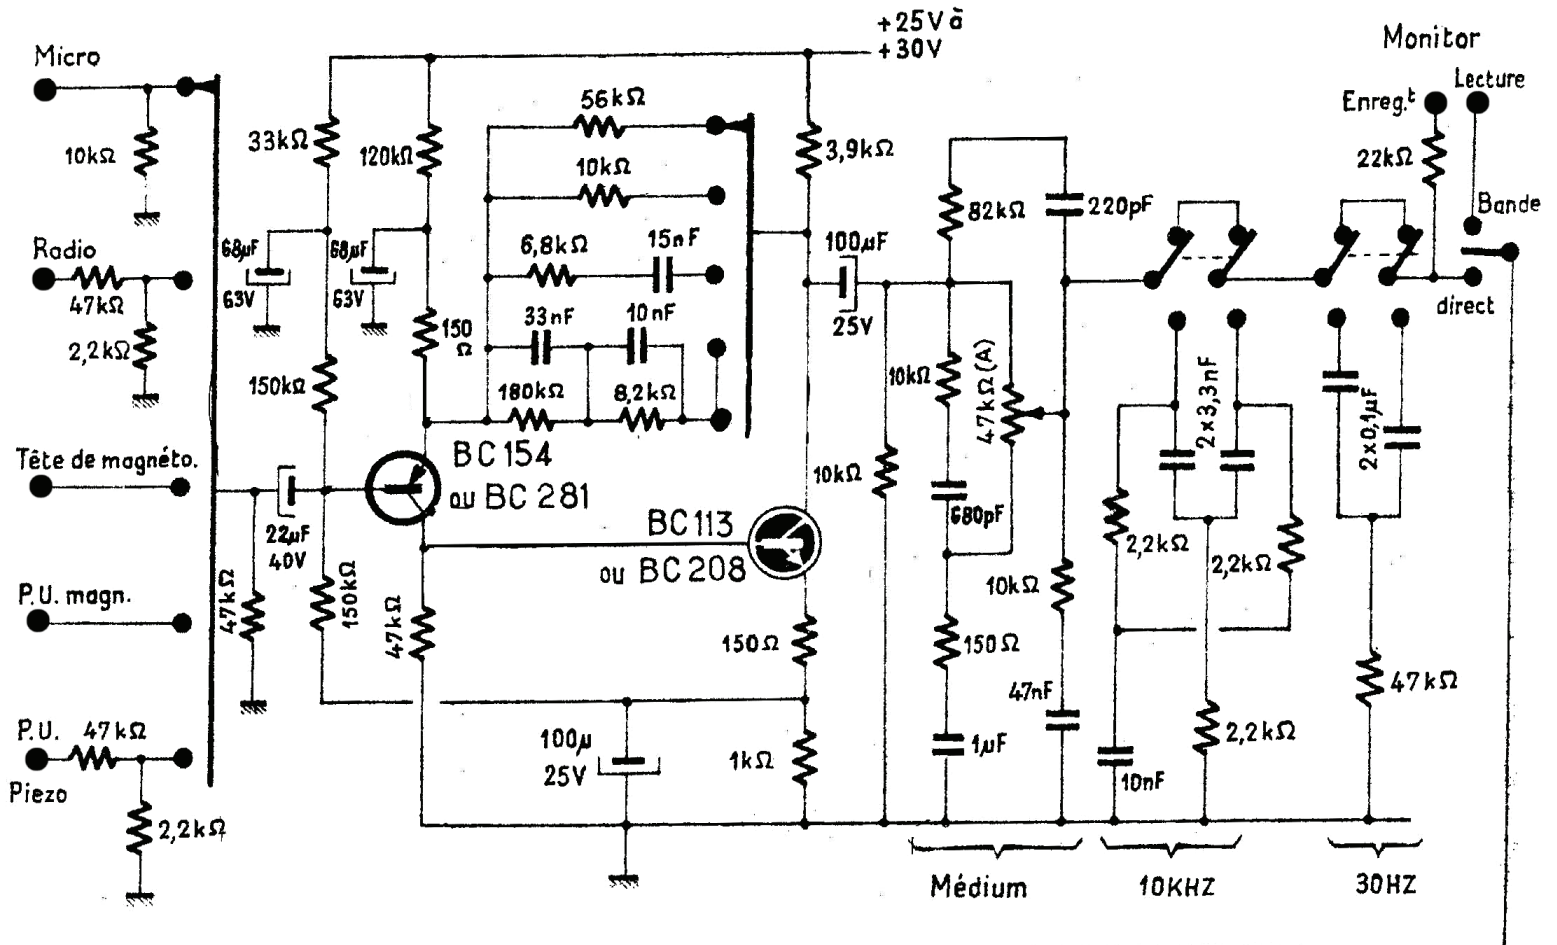 +25V à
+30V
Monitor
Micro
Lecture
Enreg.t
56kΩ
33kΩ
120kΩ
3,9kΩ
22kΩ
10kΩ
10kΩ
82kΩ
220pF
Bande
Radio
68µF
68µF
6,8kΩ
15nF
100µF
63V
63V
47kΩ
33nF
10nF
25V
direct
150
Ω
2,2kΩ
150kΩ
180kΩ
8,2kΩ
10kΩ
47kΩ(A)
2x3,3nF
2x0,1µF
Tête de magnéto.
BC154
ou BC 281
10kΩ
680pF
22µF
40V
BC113
ou BC208
2,2kΩ
2,2kΩ
P.U. magn.
47kΩ
150kΩ
47kΩ
10kΩ
150Ω
150Ω
47kΩ
47nF
P.U.
47kΩ
100µ
25V
1kΩ
1µF
2,2kΩ
Piezo
10nF
2,2kΩ
Médium
10KHZ
30HZ